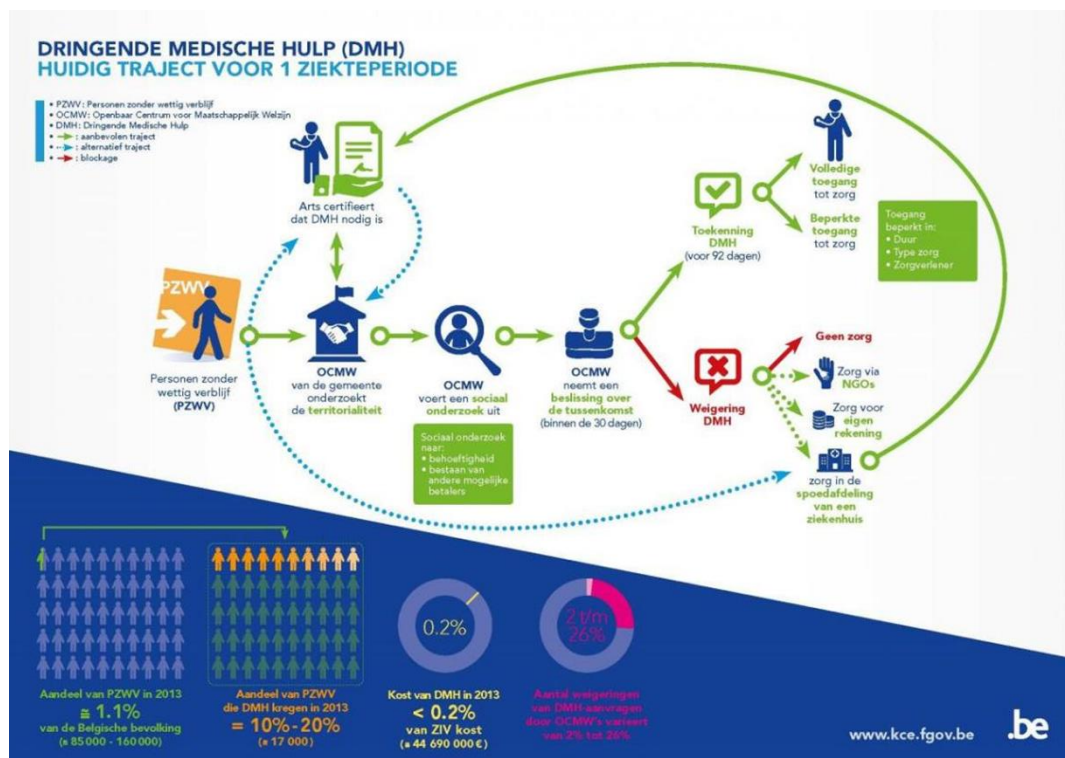 DRINGENDE MEDISCHE HULP (DMH)
HUIDIG TRAJECT VOOR 1 ZIEKTEPERIODE
• PZWV : Personen zonder wettig verblijf
• OCMW: Openbaar Centrum voor Maatschappelijk Welzijn
• DMH : Dringende Medische Hulp
• : aanbevolen traject
• : alternatief traject
• : blockage
Arts certifieert
dat DMH nodig is
PZWV
Personen zonder
wettig verblijf
(PZWV)
OCMW
van de gemeente
onderzoekt
de territorialiteit
OCMW
voert een sociaal
onderzoek uit
Sociaal onderzoek
naar:
• behoeftigheid
• bestaan van
andere mogelijke
betalers
OCMW
neemt een
beslissing over
de tussenkomst
(binnen de 30 dagen)
Toekenning
DMH
(voor 92 dagen)
Volledige
toegang
tot zorg
Beperkte
toegang
tot zorg
Toegang
beperkt in:
• Duur
• Type zorg
• Zorgverlener
Weigering
DMH
Geen zorg
Zorg via
NGOs
Zorg voor
eigen
rekening
zorg in de
spoedafdeling
van een
ziekenhuis
Aandeel van PZWV in 2013
≅ 1.1%
van de Belgische bevolking
(± 85 000 - 160 000)
Aandeel van PZWV
die DMH kregen in 2013
= 10%-20%
(± 17 000)
0.2%
Kost van DMH in 2013
< 0.2%
van ZIV kost
(± 44 690 000 €)
2 t/m
26%
Aantal weigeringen
van DMH-aanvragen
door OCMW's varieert
van 2% tot 26%
www.kce.fgov.be
.be